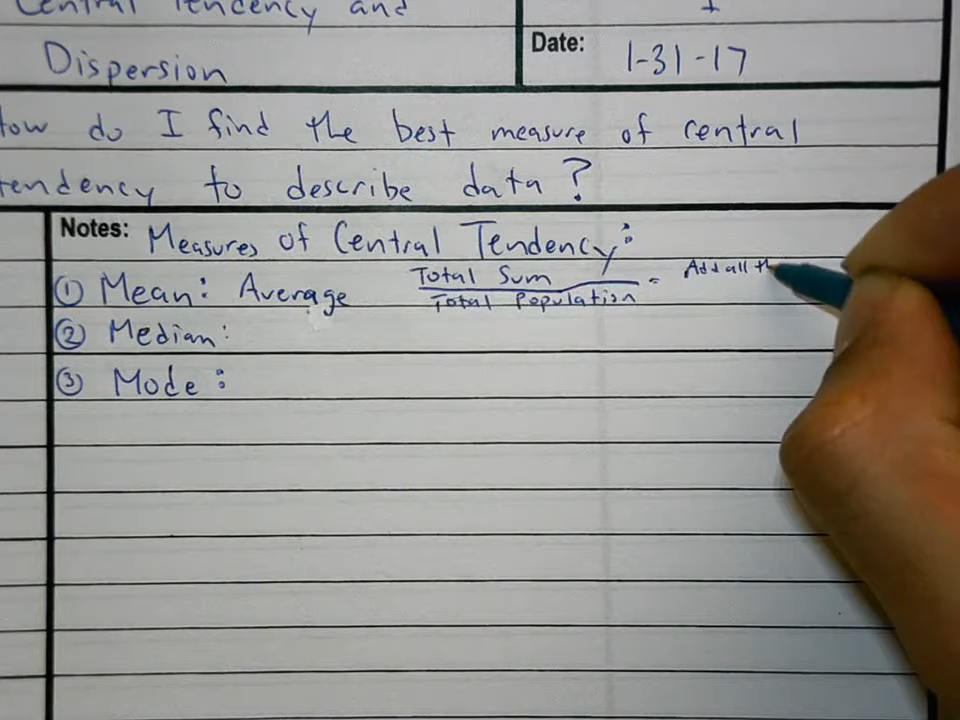 Central Tendency and
Dispersion
Date: 1-31-17
How do I find the best measure of central
tendency to describe data?
Notes: Measures of Central Tendency:
① Mean: Average Total Sum / Total Population = Add all th
② Median:
③ Mode: